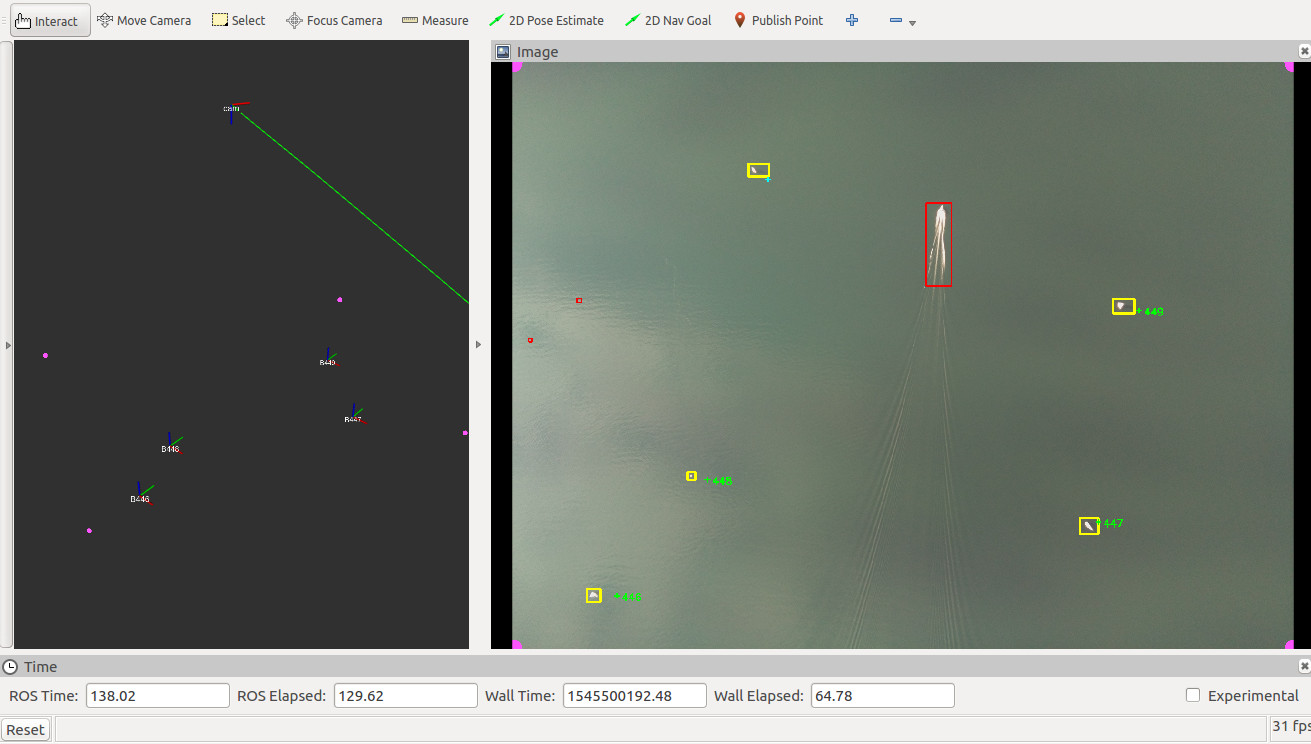 Interact Move Camera Select Focus Camera Measure 2D Pose Estimate 2D Nav Goal Publish Point
Image
cam
B449
B447
B448
B446
449
448
447
446
Time
ROS Time: 138.02 ROS Elapsed: 129.62 Wall Time: 1545500192.48 Wall Elapsed: 64.78 Experimental
Reset 31 fps